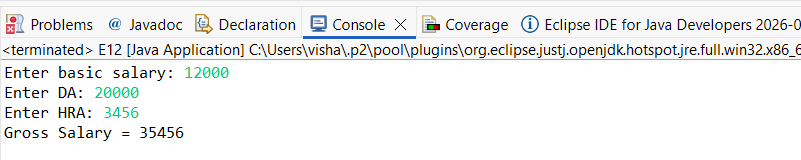 Problems @ Javadoc Declaration Console Coverage Eclipse IDE for Java Developers 2026-0
<terminated> E12 [Java Application] C:\Users\visha\.p2\pool\plugins\org.eclipse.justj.openjdk.hotspot.jre.full.win32.x86_6
Enter basic salary: 12000
Enter DA: 20000
Enter HRA: 3456
Gross Salary = 35456